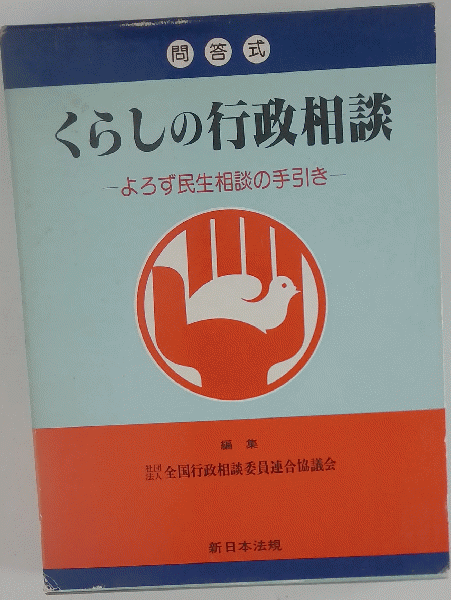 問答式
くらしの行政相談
―よろず民生相談の手引き―
編集
社団法人 全国行政相談委員連合協議会
新日本法規